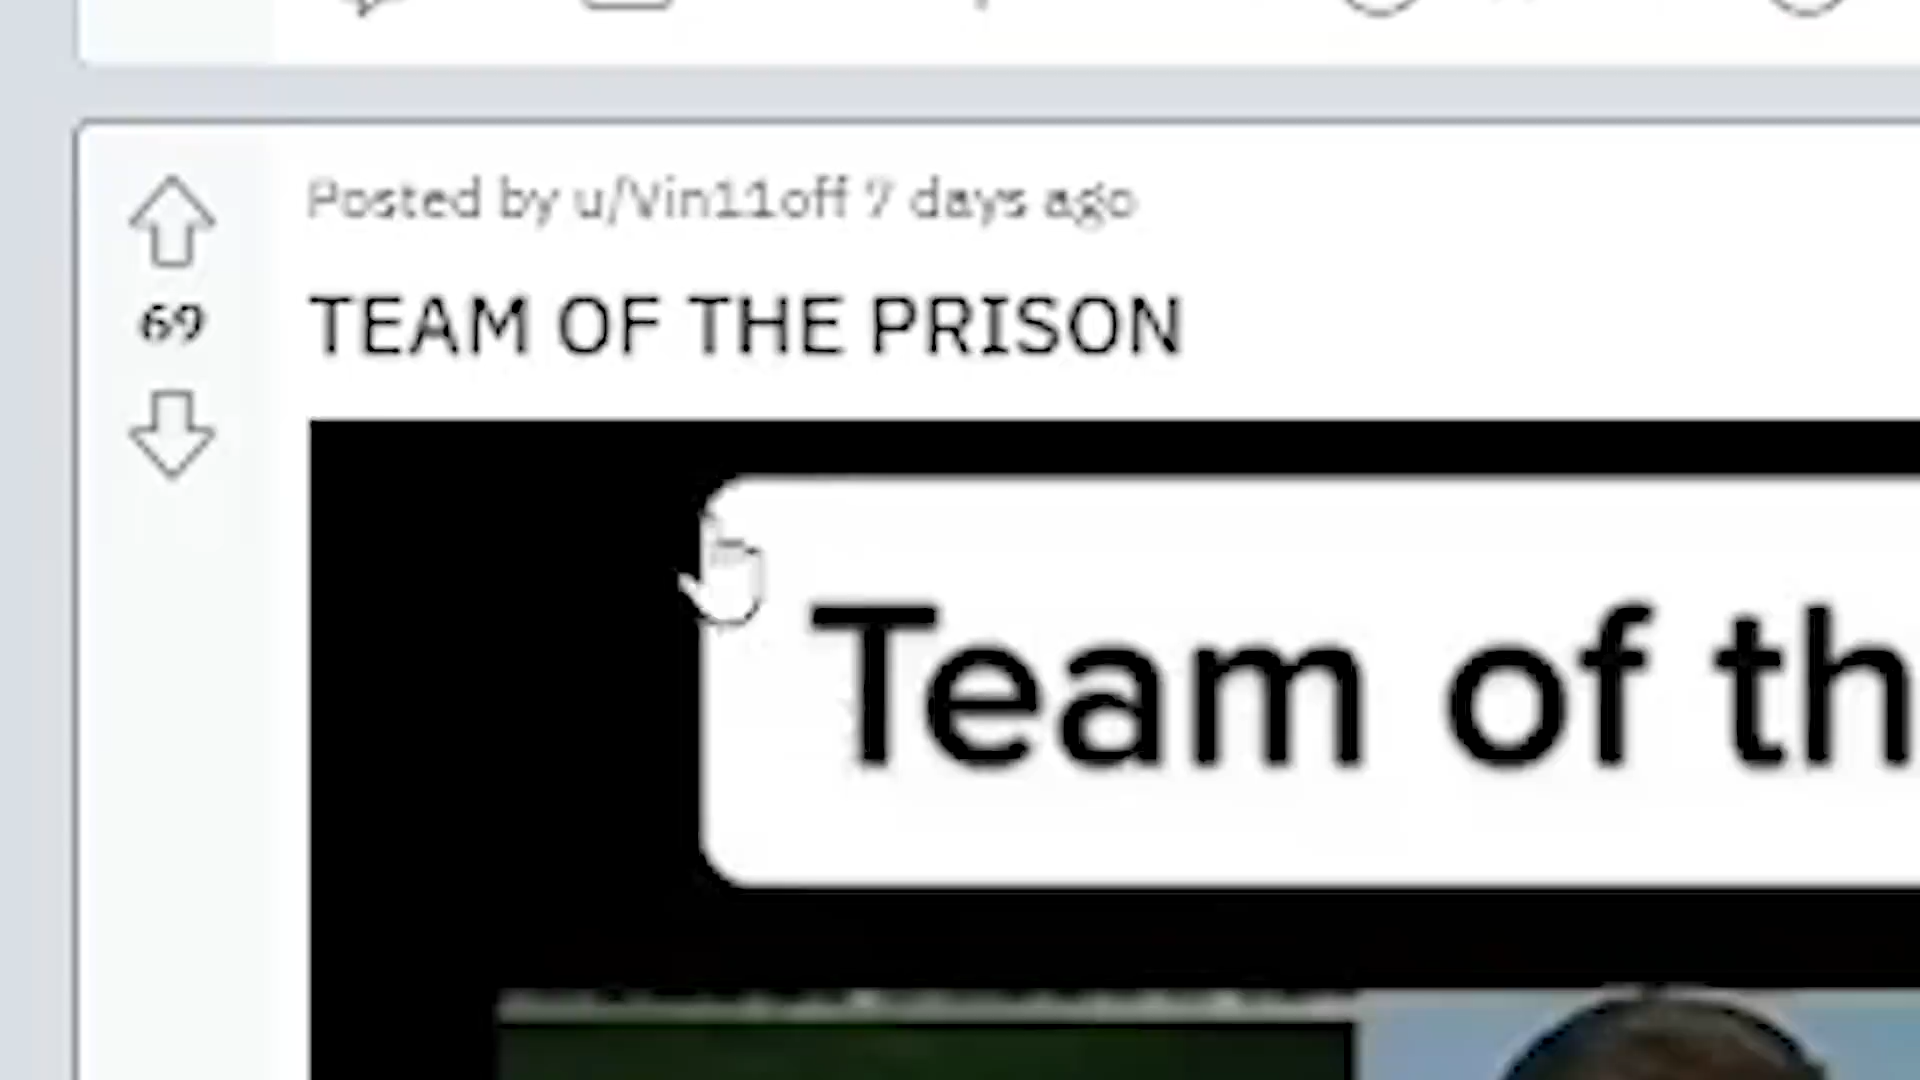 Posted by u/Vin11off 7 days ago
69
TEAM OF THE PRISON
Team of th